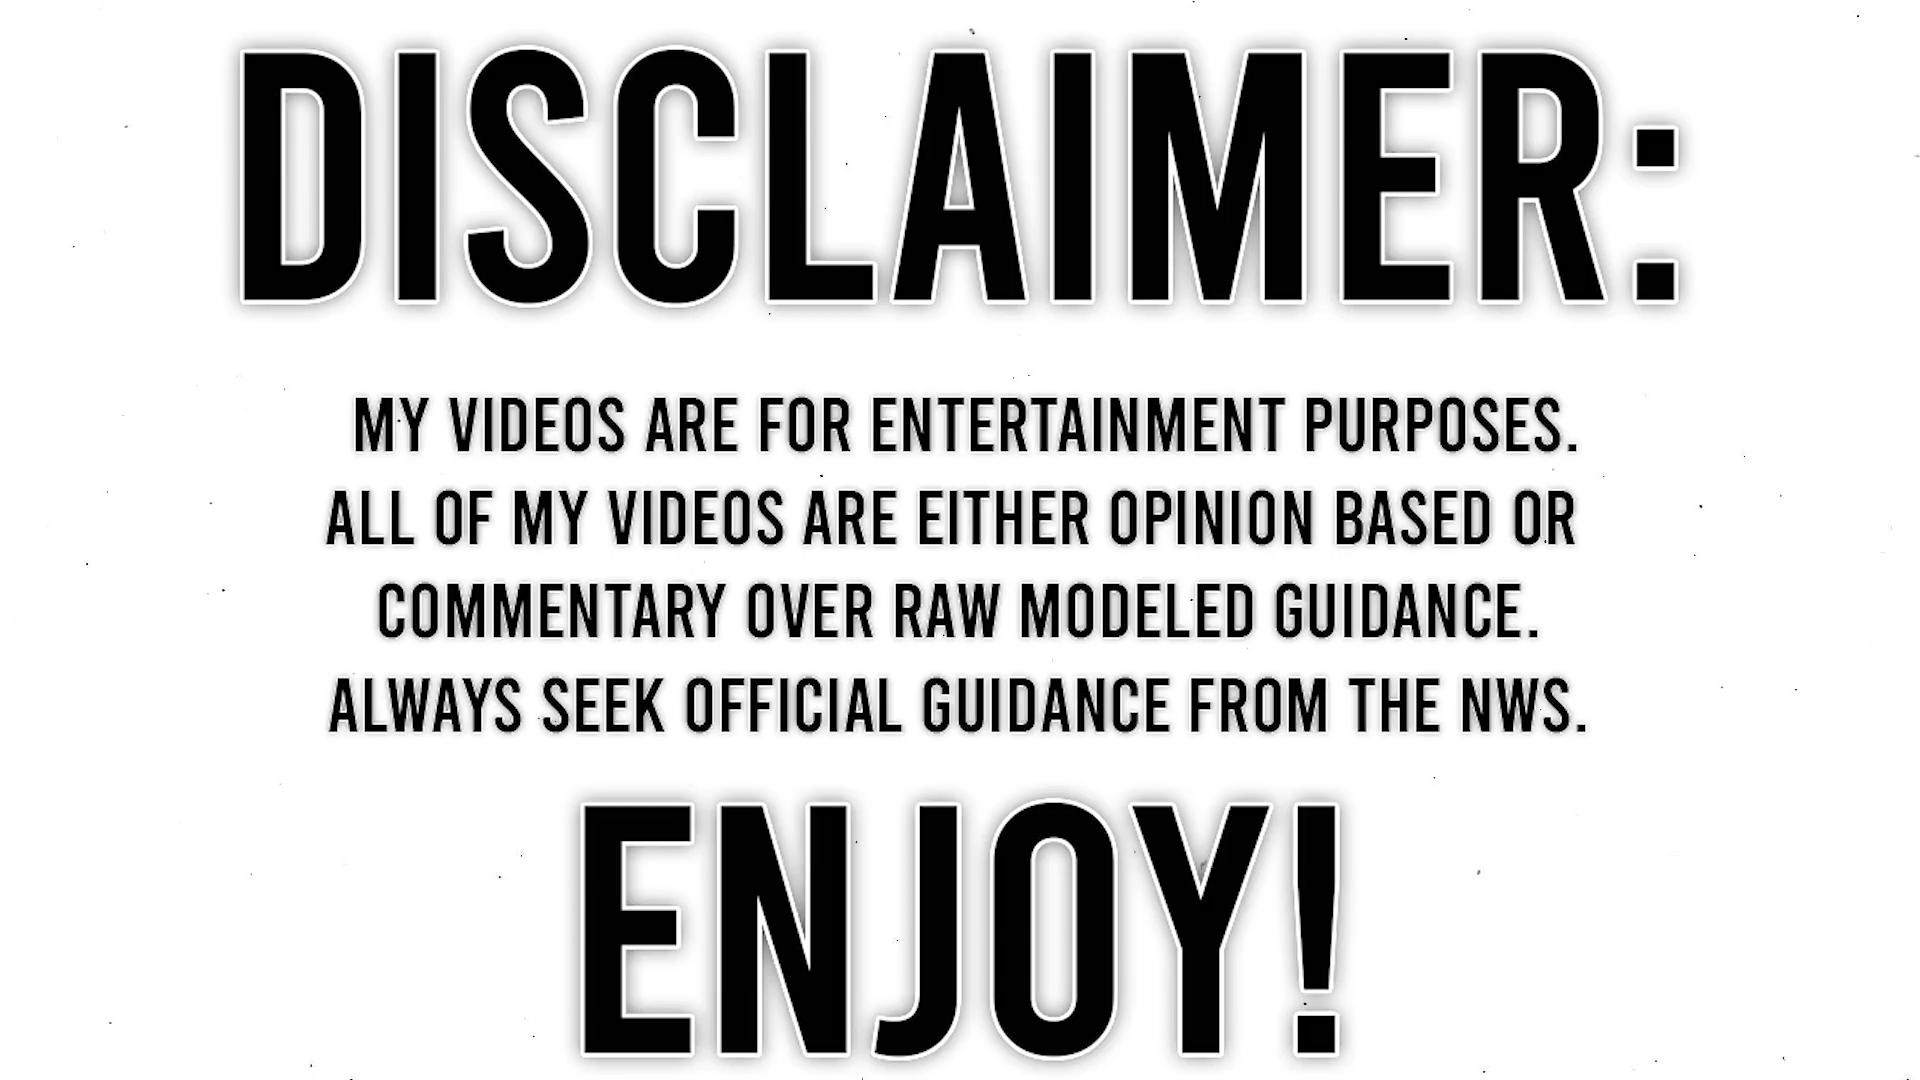 DISCLAIMER:
MY VIDEOS ARE FOR ENTERTAINMENT PURPOSES.
ALL OF MY VIDEOS ARE EITHER OPINION BASED OR
COMMENTARY OVER RAW MODELED GUIDANCE.
ALWAYS SEEK OFFICIAL GUIDANCE FROM THE NWS.
ENJOY!